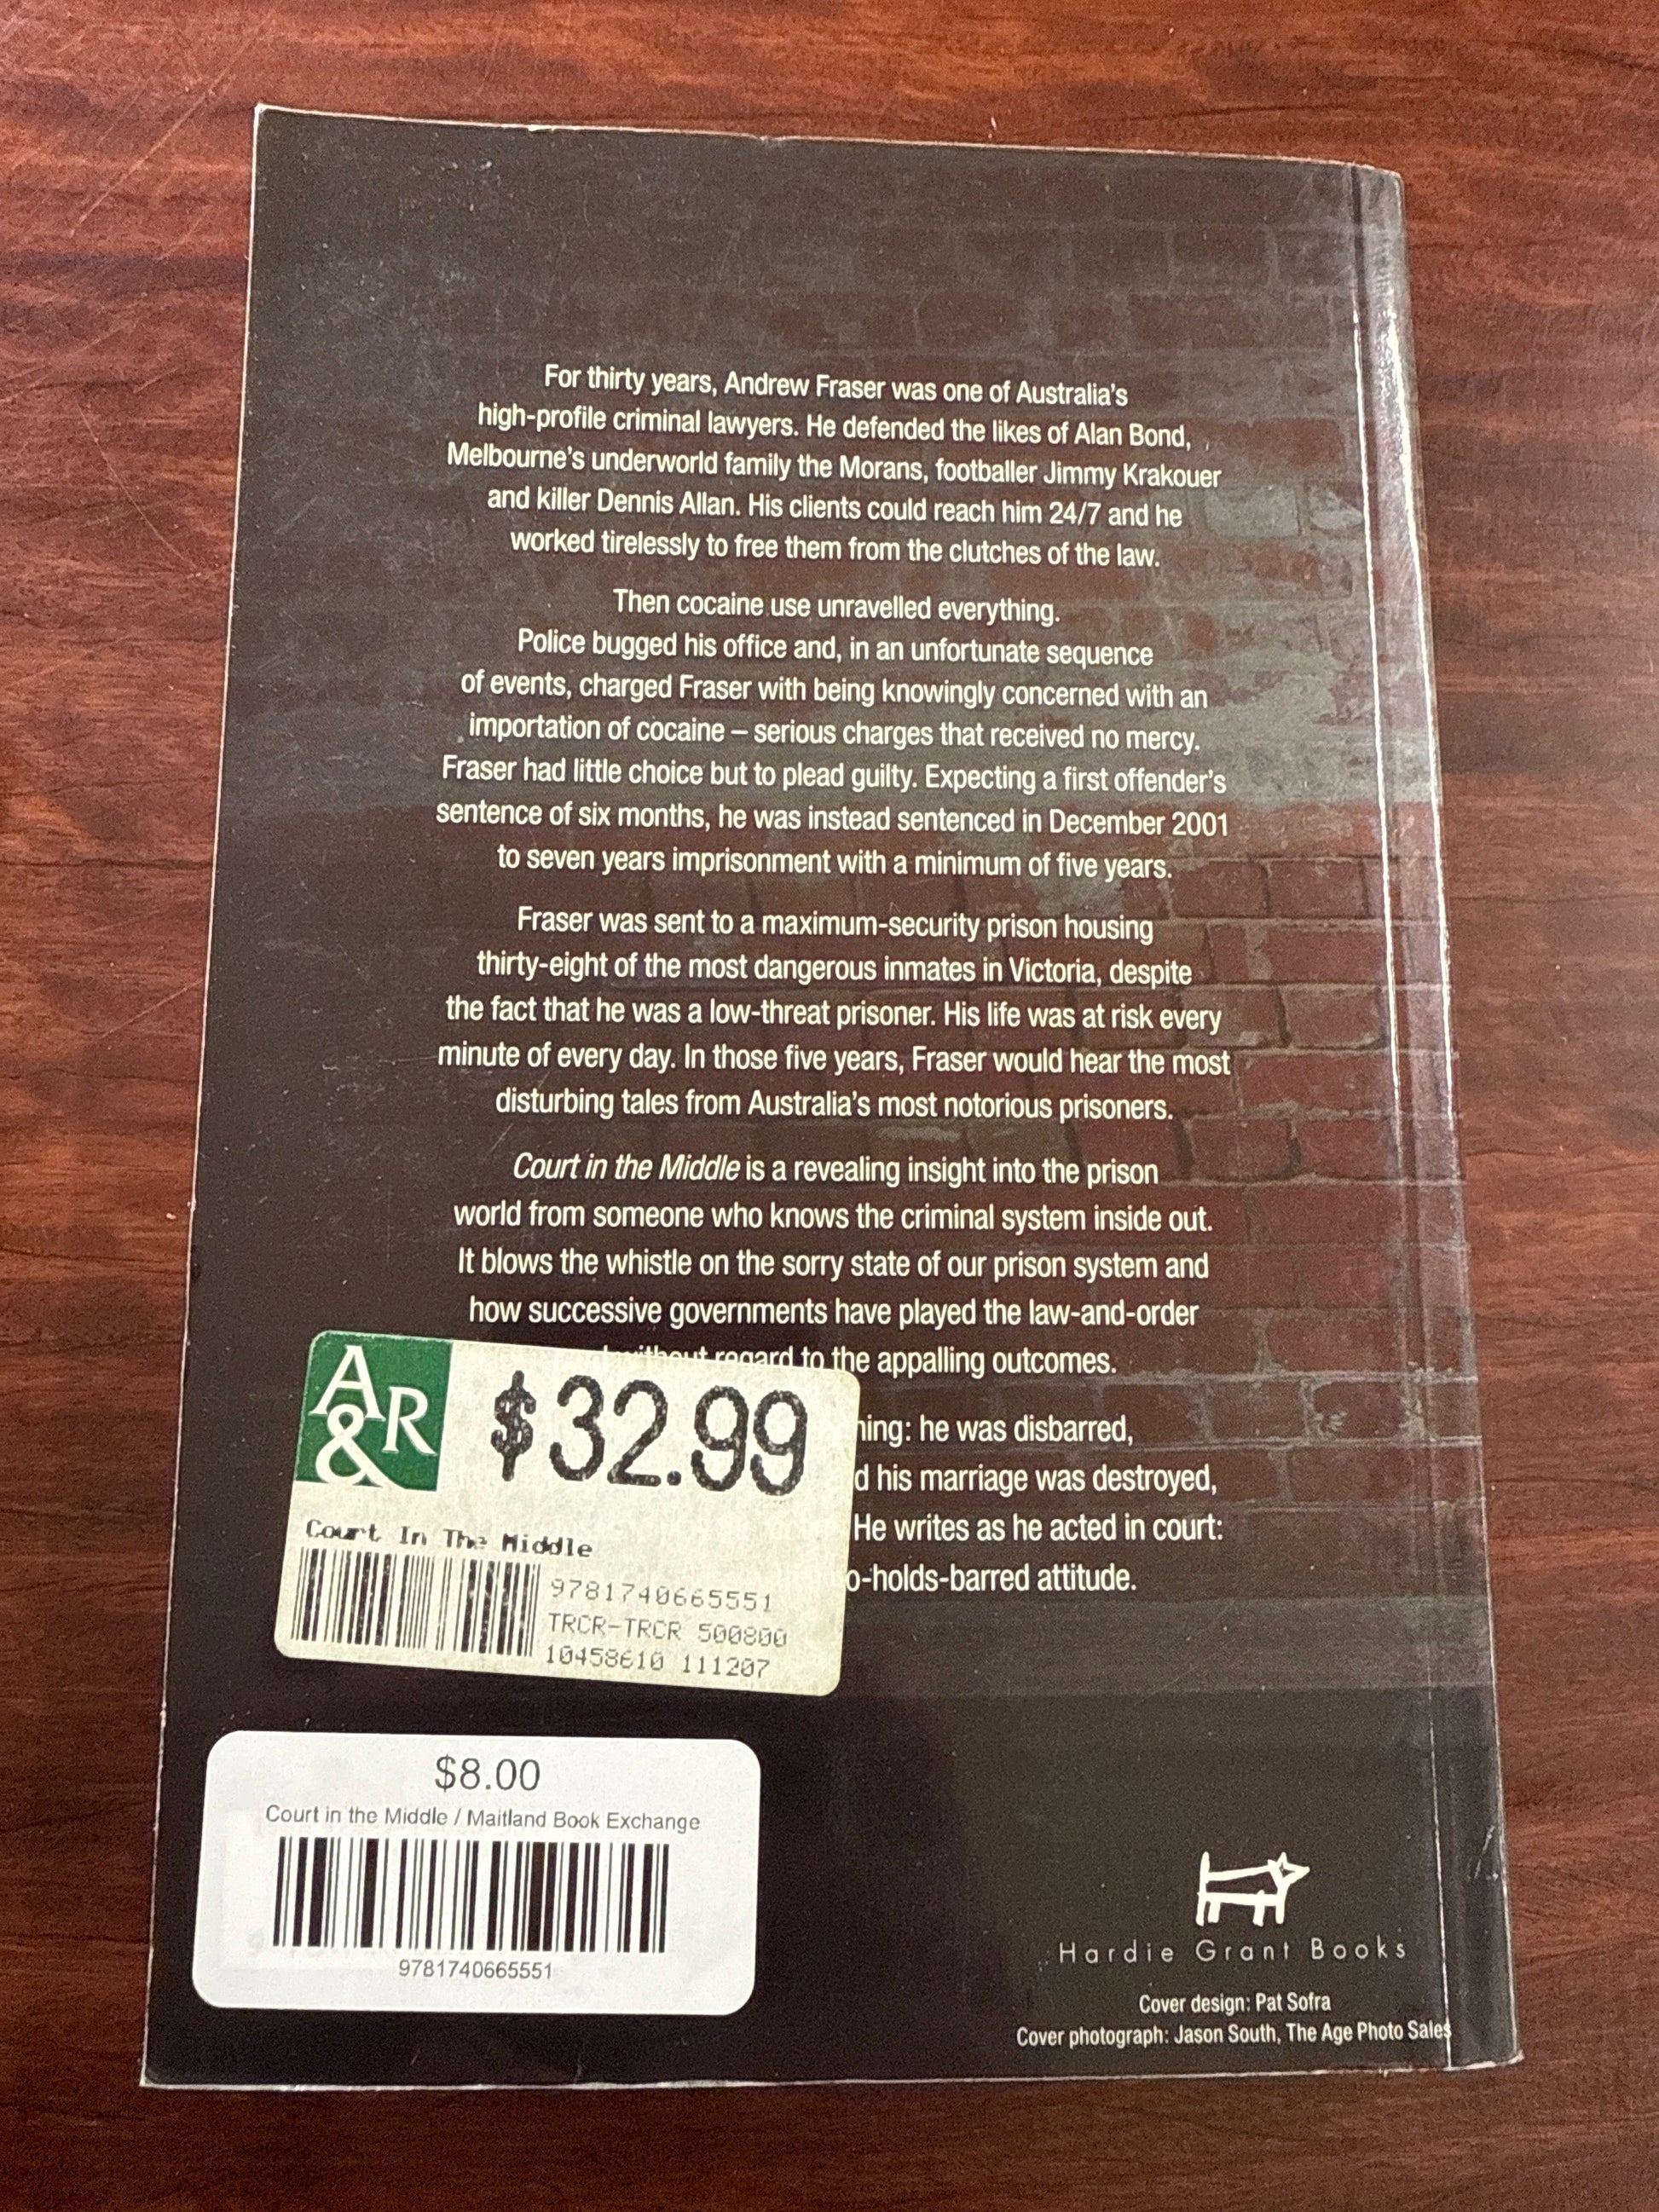 For thirty years, Andrew Fraser was one of Australia's
high-profile criminal lawyers. He defended the likes of Alan Bond,
Melbourne's underworld family the Morans, footballer Jimmy Krakouer
and killer Dennis Allan. His clients could reach him 24/7 and he
worked tirelessly to free them from the clutches of the law.
Then cocaine use unravelled everything.
Police bugged his office and, in an unfortunate sequence
of events, charged Fraser with being knowingly concerned with an
importation of cocaine – serious charges that received no mercy.
Fraser had little choice but to plead guilty. Expecting a first offender's
sentence of six months, he was instead sentenced in December 2001
to seven years imprisonment with a minimum of five years.
Fraser was sent to a maximum-security prison housing
thirty-eight of the most dangerous inmates in Victoria, despite
the fact that he was a low-threat prisoner. His life was at risk every
minute of every day. In those five years, Fraser would hear the most
disturbing tales from Australia's most notorious prisoners.
Court in the Middle is a revealing insight into the prison
world from someone who knows the criminal system inside out.
It blows the whistle on the sorry state of our prison system and
how successive governments have played the law-and-order
without regard to the appalling outcomes.
he was disbarred,
his marriage was destroyed,
He writes as he acted in court:
o-holds-barred attitude.
A&R
$32.99
Court In The Middle
9781740665551
TRCR-TRCR 500800
10458610 111207
$8.00
Court in the Middle / Maitland Book Exchange
9781740665551
Hardie Grant Books
Cover design: Pat Sofra
Cover photograph: Jason South, The Age Photo Sales